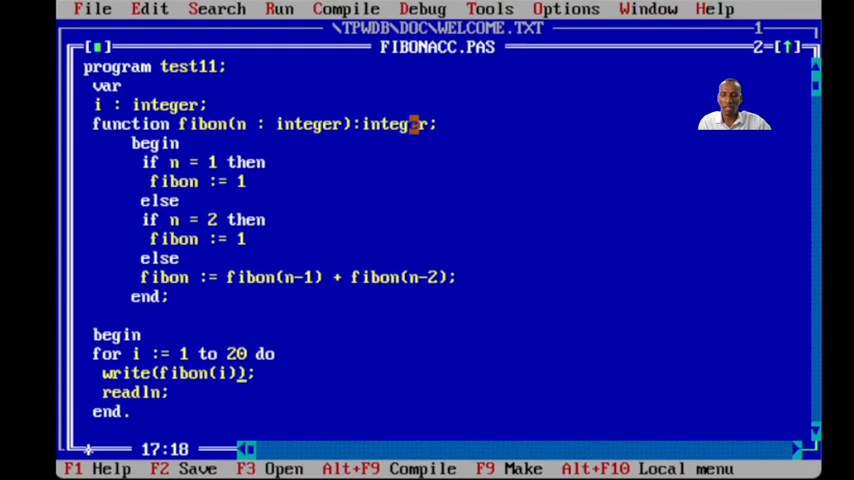 File Edit Search Run Compile Debug Tools Options Window Help
\TPWDB\DOC\WELCOME.TXT 1
[■] FIBONACC.PAS 2=[↑]
program test11;
var
i : integer;
function fibon(n : integer):integer;
begin
if n = 1 then
fibon := 1
else
if n = 2 then
fibon := 1
else
fibon := fibon(n-1) + fibon(n-2);
end;
begin
for i := 1 to 20 do
write(fibon(i));
readln;
end.
* 17:18
F1 Help F2 Save F3 Open Alt+F9 Compile F9 Make Alt+F10 Local menu